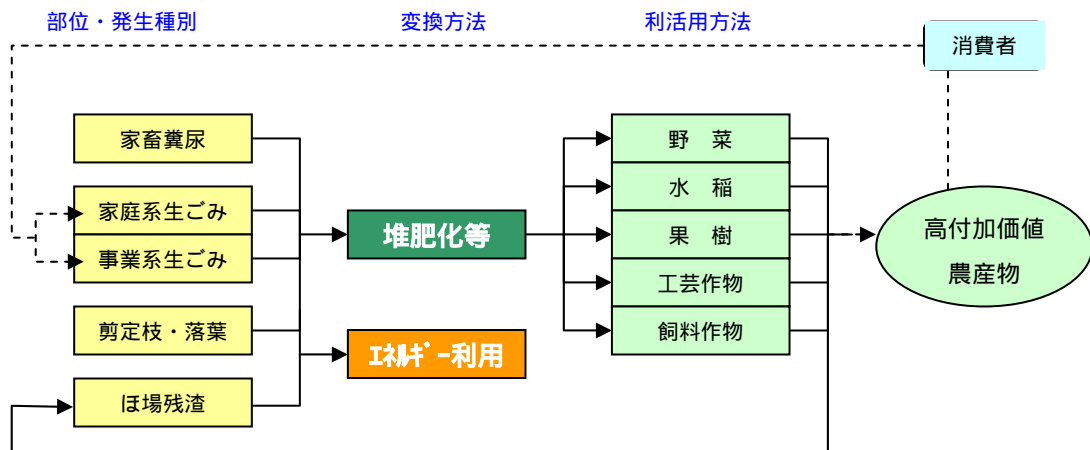 部位・発生種別
変換方法
利活用方法
消費者
家畜糞尿
家庭系生ごみ
事業系生ごみ
剪定枝・落葉
ほ場残渣
堆肥化等
ｴﾈﾙｷﾞｰ利用
野　菜
水　稲
果　樹
工芸作物
飼料作物
高付加価値
農産物